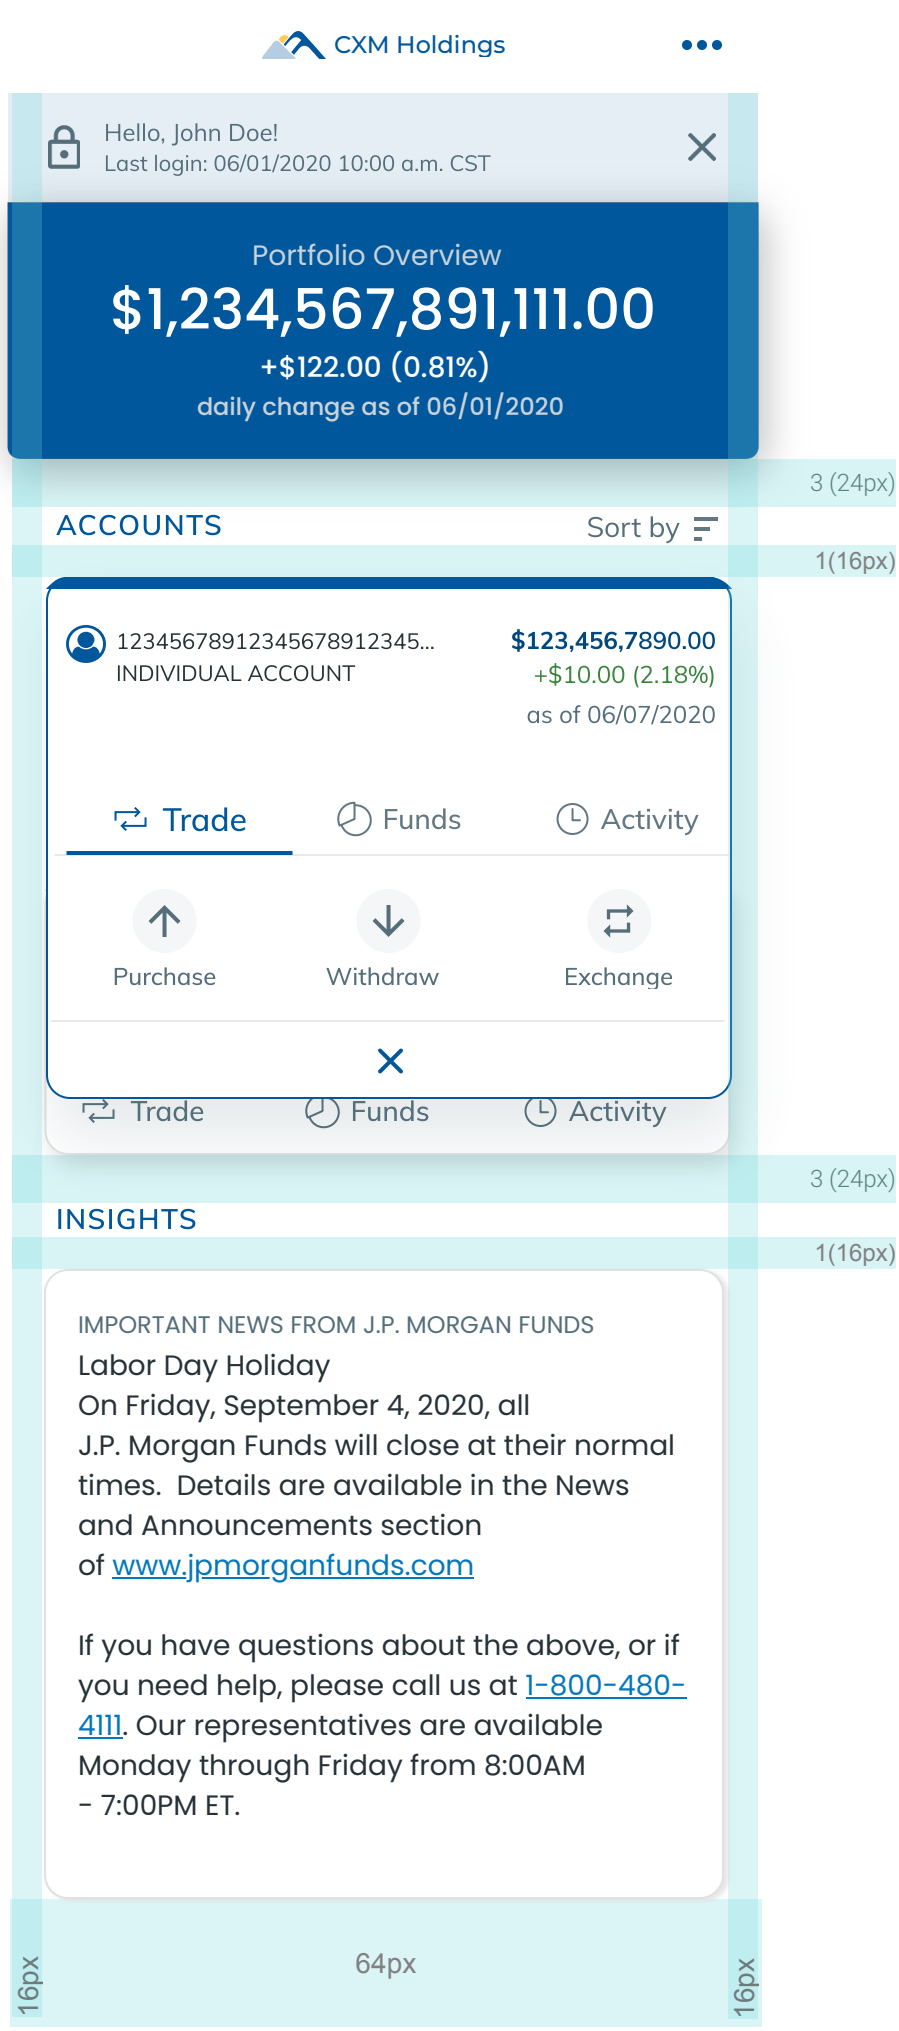 CXM Holdings
Hello, John Doe!
Last login: 06/01/2020 10:00 a.m. CST
Portfolio Overview
$1,234,567,891,111.00
+$122.00 (0.81%)
daily change as of 06/01/2020
3 (24px)
ACCOUNTS
Sort by
1(16px)
12345678912345678912345...
$123,456,7890.00
INDIVIDUAL ACCOUNT
+$10.00 (2.18%)
as of 06/07/2020
Trade
Funds
Activity
Purchase
Withdraw
Exchange
Trade
Funds
Activity
3 (24px)
INSIGHTS
1(16px)
IMPORTANT NEWS FROM J.P. MORGAN FUNDS
Labor Day Holiday
On Friday, September 4, 2020, all
J.P. Morgan Funds will close at their normal
times.  Details are available in the News
and Announcements section
of www.jpmorganfunds.com
If you have questions about the above, or if
you need help, please call us at 1-800-480-
4111. Our representatives are available
Monday through Friday from 8:00AM
- 7:00PM ET.
16px
64px
16px